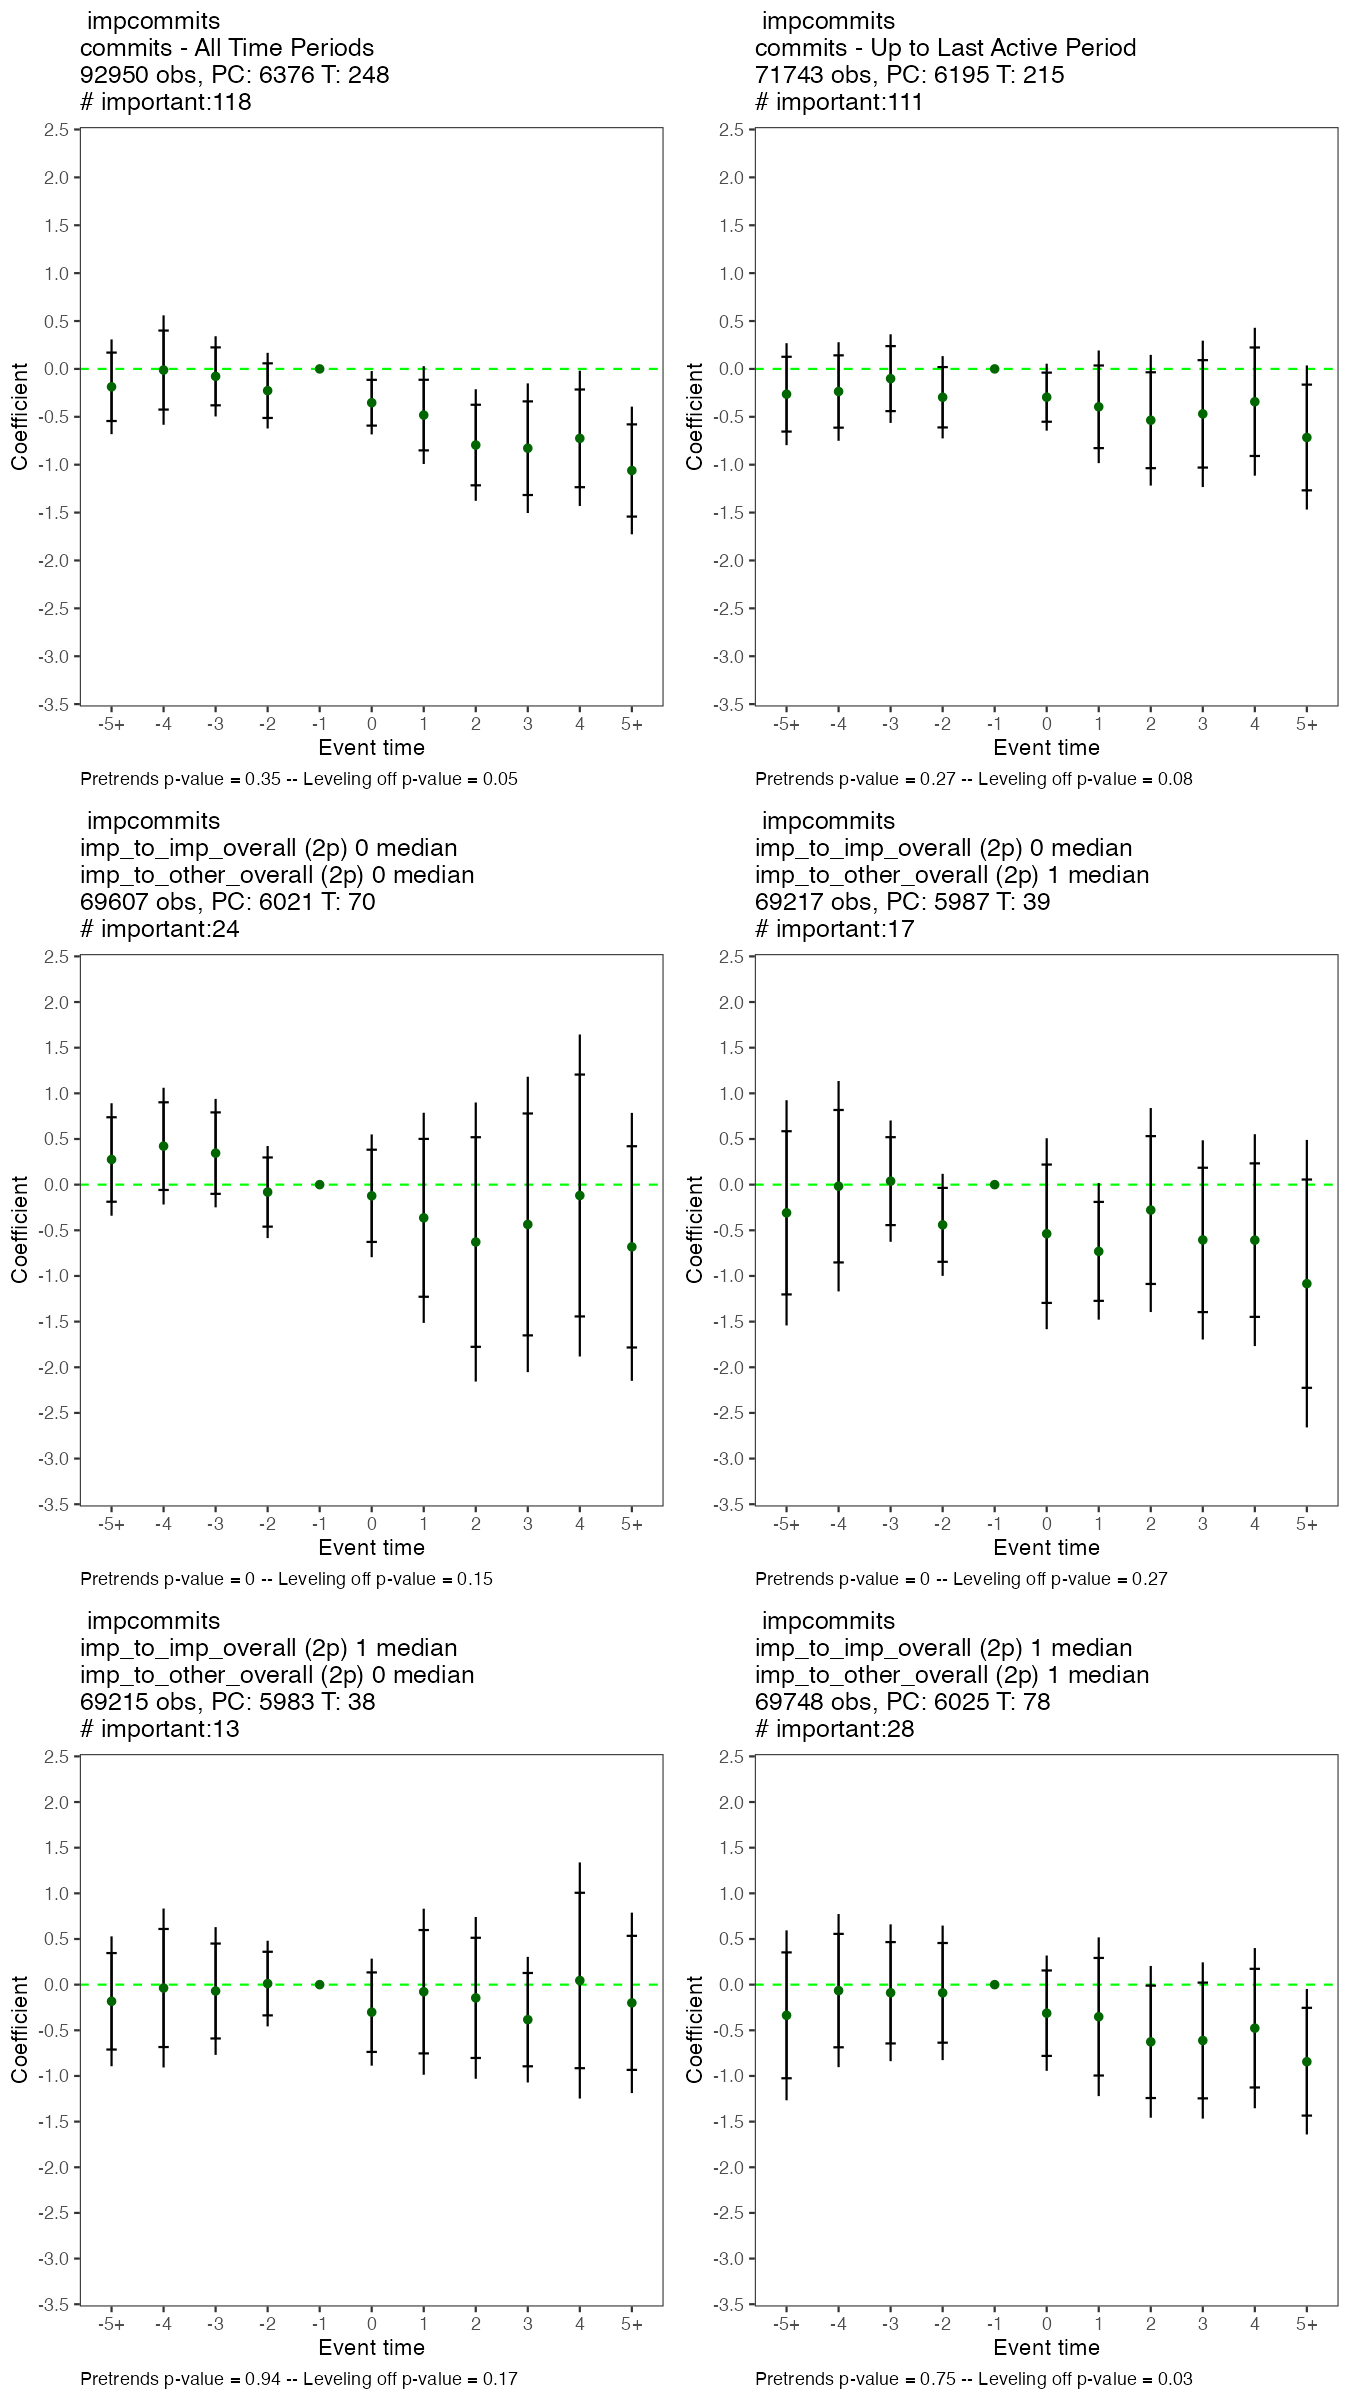 impcommits
commits - All Time Periods
92950 obs, PC: 6376 T: 248
# important:118
2.5
2.0
1.5
1.0
0.5
0.0
-0.5
-1.0
-1.5
-2.0
-2.5
-3.0
-3.5
Coefficient
-5+ -4 -3 -2 -1 0 1 2 3 4 5+
Event time
Pretrends p-value = 0.35 -- Leveling off p-value = 0.05
impcommits
commits - Up to Last Active Period
71743 obs, PC: 6195 T: 215
# important:111
2.5
2.0
1.5
1.0
0.5
0.0
-0.5
-1.0
-1.5
-2.0
-2.5
-3.0
-3.5
Coefficient
-5+ -4 -3 -2 -1 0 1 2 3 4 5+
Event time
Pretrends p-value = 0.27 -- Leveling off p-value = 0.08
impcommits
imp_to_imp_overall (2p) 0 median
imp_to_other_overall (2p) 0 median
69607 obs, PC: 6021 T: 70
# important:24
2.5
2.0
1.5
1.0
0.5
0.0
-0.5
-1.0
-1.5
-2.0
-2.5
-3.0
-3.5
Coefficient
-5+ -4 -3 -2 -1 0 1 2 3 4 5+
Event time
Pretrends p-value = 0 -- Leveling off p-value = 0.15
impcommits
imp_to_imp_overall (2p) 0 median
imp_to_other_overall (2p) 1 median
69217 obs, PC: 5987 T: 39
# important:17
2.5
2.0
1.5
1.0
0.5
0.0
-0.5
-1.0
-1.5
-2.0
-2.5
-3.0
-3.5
Coefficient
-5+ -4 -3 -2 -1 0 1 2 3 4 5+
Event time
Pretrends p-value = 0 -- Leveling off p-value = 0.27
impcommits
imp_to_imp_overall (2p) 1 median
imp_to_other_overall (2p) 0 median
69215 obs, PC: 5983 T: 38
# important:13
2.5
2.0
1.5
1.0
0.5
0.0
-0.5
-1.0
-1.5
-2.0
-2.5
-3.0
-3.5
Coefficient
-5+ -4 -3 -2 -1 0 1 2 3 4 5+
Event time
Pretrends p-value = 0.94 -- Leveling off p-value = 0.17
impcommits
imp_to_imp_overall (2p) 1 median
imp_to_other_overall (2p) 1 median
69748 obs, PC: 6025 T: 78
# important:28
2.5
2.0
1.5
1.0
0.5
0.0
-0.5
-1.0
-1.5
-2.0
-2.5
-3.0
-3.5
Coefficient
-5+ -4 -3 -2 -1 0 1 2 3 4 5+
Event time
Pretrends p-value = 0.75 -- Leveling off p-value = 0.03